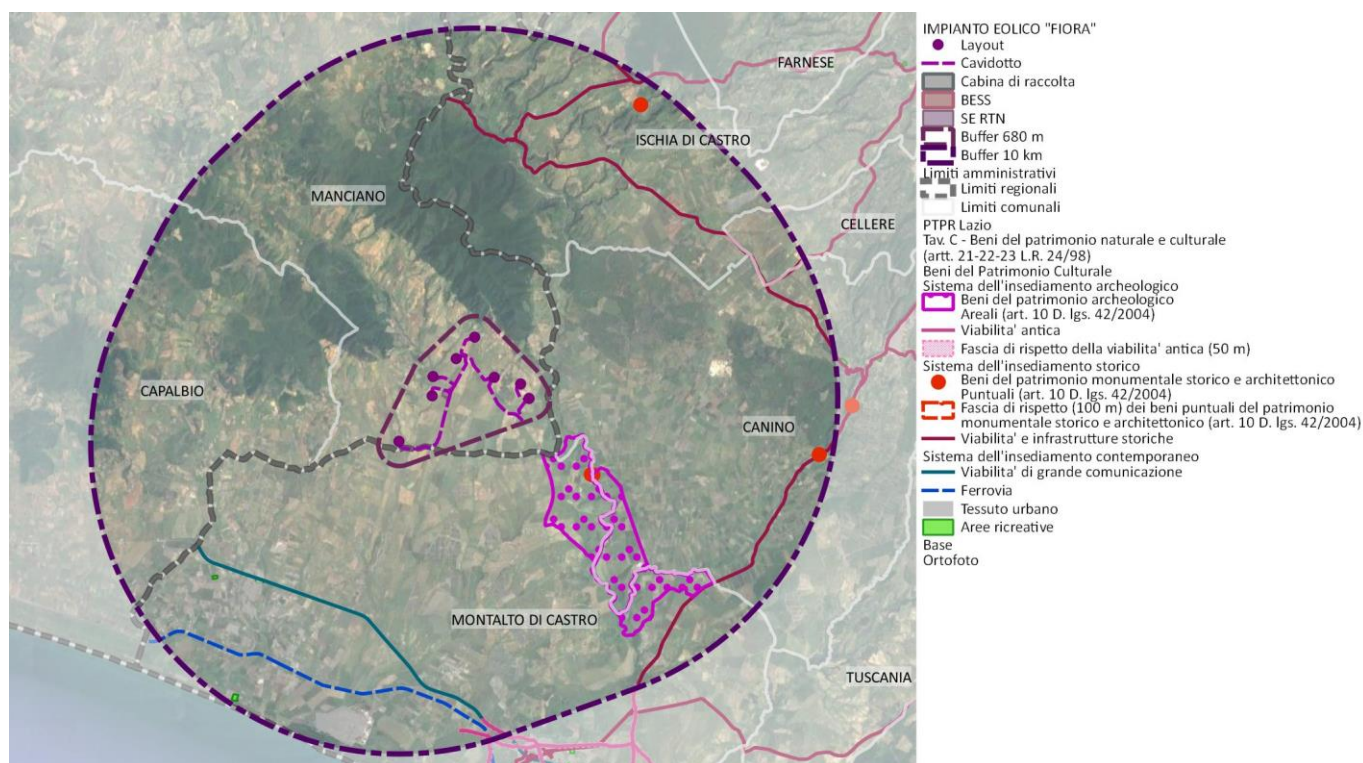 FARNESE
ISCHIA DI CASTRO
MANCIANO
CELLERE
CAPALBIO
CANINO
MONTALTO DI CASTRO
TUSCANIA
IMPIANTO EOLICO "FIORA"
Layout
Cavidotto
Cabina di raccolta
BESS
SE RTN
Buffer 680 m
Buffer 10 km
Limiti amministrativi
Limiti regionali
Limiti comunali
PTPR Lazio
Tav. C - Beni del patrimonio naturale e culturale
(artt. 21-22-23 L.R. 24/98)
Beni del Patrimonio Culturale
Sistema dell'insediamento archeologico
Beni del patrimonio archeologico
Areali (art. 10 D. lgs. 42/2004)
Viabilita' antica
Fascia di rispetto della viabilita' antica (50 m)
Sistema dell'insediamento storico
Beni del patrimonio monumentale storico e architettonico
Puntuali (art. 10 D. lgs. 42/2004)
Fascia di rispetto (100 m) dei beni puntuali del patrimonio
monumentale storico e architettonico (art. 10 D. lgs. 42/2004)
Viabilita' e infrastrutture storiche
Sistema dell'insediamento contemporaneo
Viabilita' di grande comunicazione
Ferrovia
Tessuto urbano
Aree ricreative
Base
Ortofoto